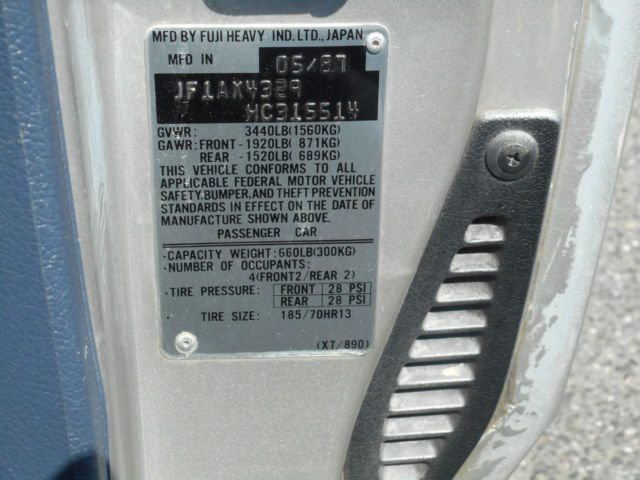 MFD BY FUJI HEAVY IND. LTD., JAPAN
MFD IN 05/87
JF1AX4329
HC315514
GVWR: 3440LB(1560KG)
GAWR: FRONT -1920LB( 871KG)
REAR -1520LB( 689KG)
THIS VEHICLE CONFORMS TO ALL
APPLICABLE FEDERAL MOTOR VEHICLE
SAFETY, BUMPER, AND THEFT PREVENTION
STANDARDS IN EFFECT ON THE DATE OF
MANUFACTURE SHOWN ABOVE.
PASSENGER CAR
·CAPACITY WEIGHT: 660LB(300KG)
·NUMBER OF OCCUPANTS:
4(FRONT2/REAR 2)
·TIRE PRESSURE: FRONT 28 PSI
REAR 28 PSI
TIRE SIZE: 185/70HR13
(XT/890)